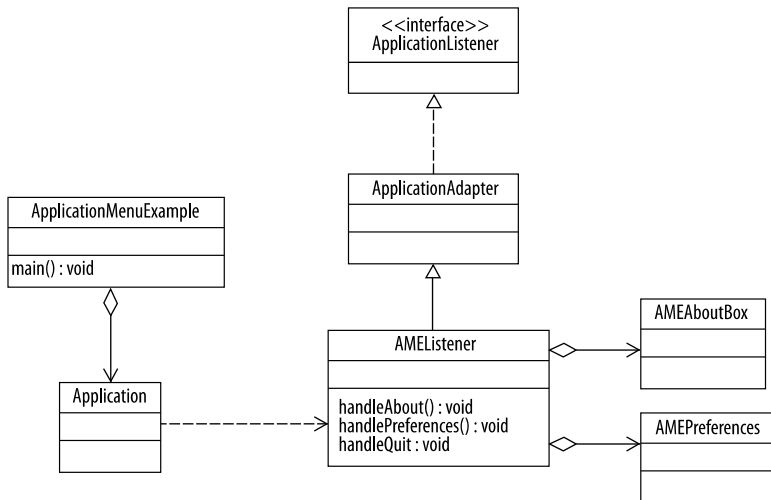 <<interface>>
ApplicationListener
ApplicationAdapter
ApplicationMenuExample
main() : void
AMEListener
handleAbout() : void
handlePreferences() : void
handleQuit : void
AMEAboutBox
Application
AMEPreferences